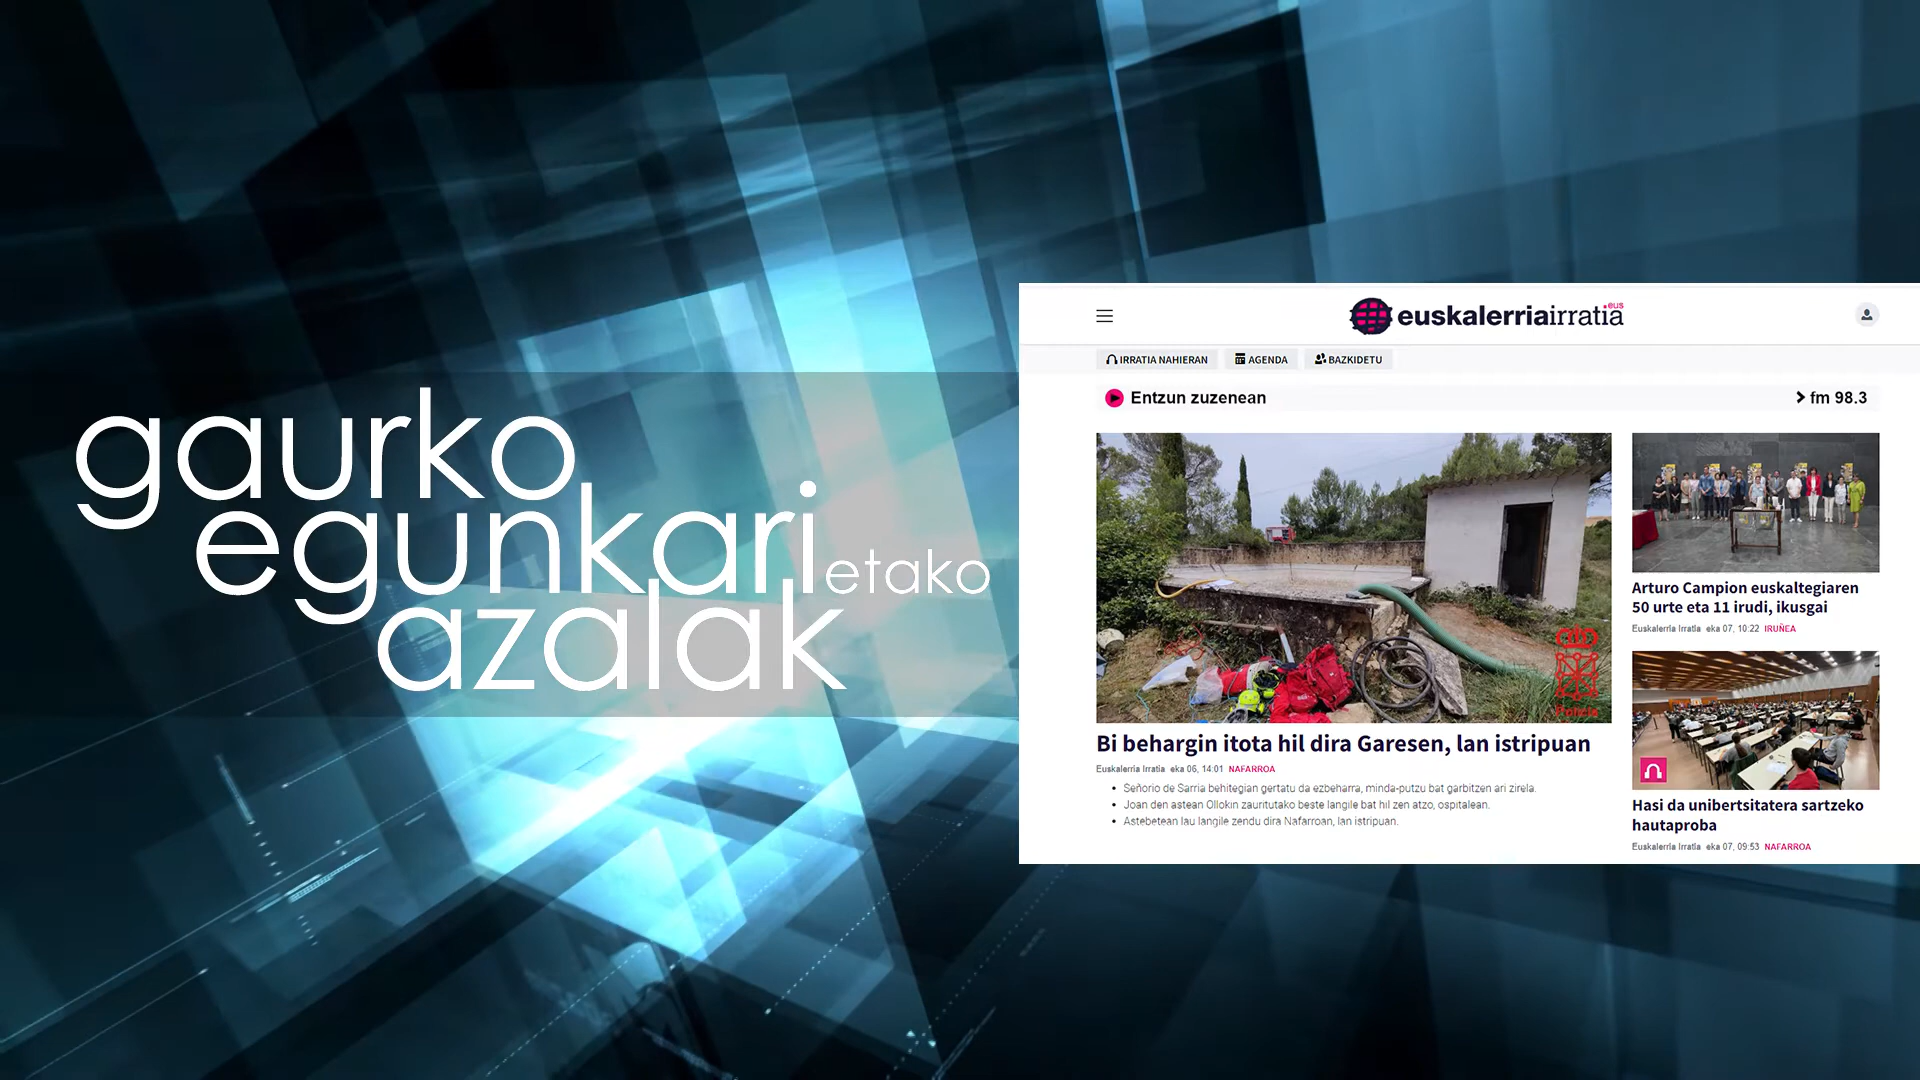 gaurko
egunkarietako
azalak
euskalerriairratia.eus
IRRATIA NAHIERAN
AGENDA
BAZKIDETU
Entzun zuzenean
fm 98.3
Policía
Bi behargin itota hil dira Garesen, lan istripuan
Euskalerria Irratia eka 06, 14:01 NAFARROA
• Señorio de Sarria behitegian gertatu da ezbeharra, minda-putzu bat garbitzen ari zirela.
• Joan den astean Ollokin zauritutako beste langile bat hil zen atzo, ospitalean.
• Astebetean lau langile zendu dira Nafarroan, lan istripuan.
Arturo Campion euskaltegiaren
50 urte eta 11 irudi, ikusgai
Euskalerria Irratia eka 07, 10:22 IRUÑEA
Hasi da unibertsitatera sartzeko
hautaproba
Euskalerria Irratia eka 07, 09:53 NAFARROA